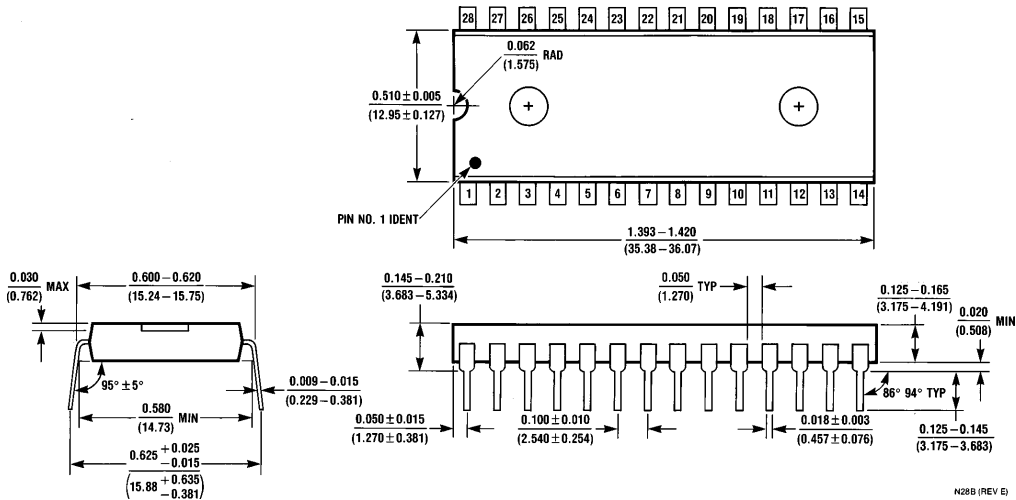 28 27 26 25 24 23 22 21 20 19 18 17 16 15
0.062
(1.575)
RAD
0.510 ± 0.005
(12.95 ± 0.127)
PIN NO. 1 IDENT
1 2 3 4 5 6 7 8 9 10 11 12 13 14
1.393 – 1.420
(35.38 – 36.07)
0.030
(0.762)
MAX
0.600 – 0.620
(15.24 – 15.75)
95° ± 5°
0.009 – 0.015
(0.229 – 0.381)
0.580
(14.73)
MIN
0.625 + 0.025
– 0.015
(15.88 + 0.635
– 0.381)
0.145 – 0.210
(3.683 – 5.334)
0.050
(1.270)
TYP
0.125 – 0.165
(3.175 – 4.191)
0.020
(0.508)
MIN
86° 94° TYP
0.050 ± 0.015
(1.270 ± 0.381)
0.100 ± 0.010
(2.540 ± 0.254)
0.018 ± 0.003
(0.457 ± 0.076)
0.125 – 0.145
(3.175 – 3.683)
N28B (REV E)